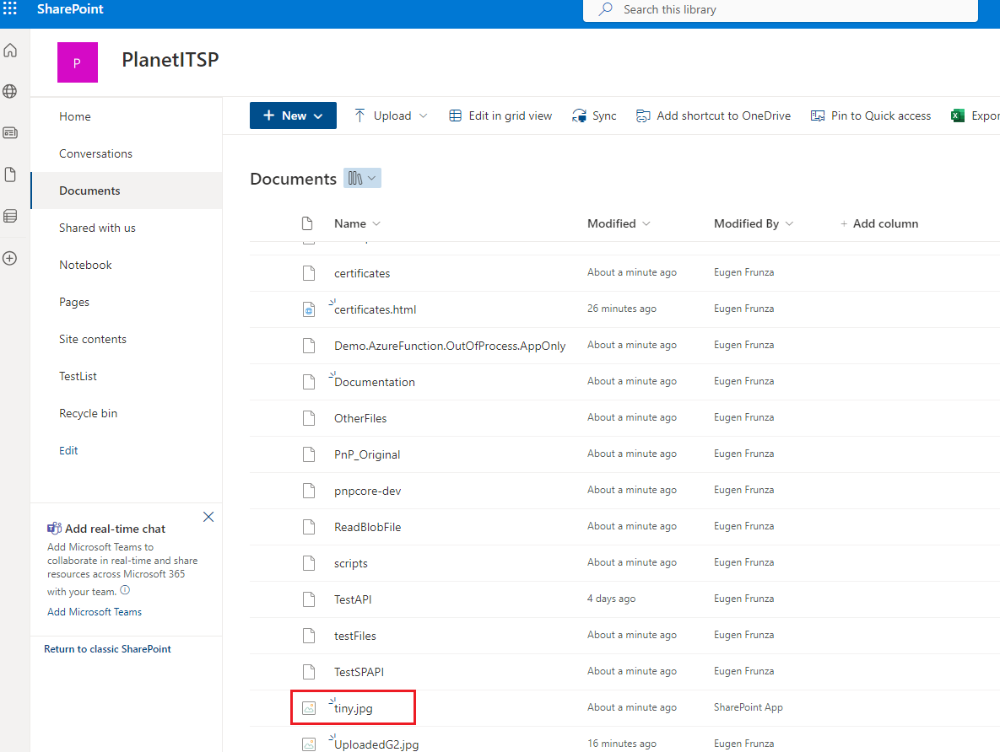 SharePoint
Search this library
P
PlanetITSP
Home
Conversations
Documents
Shared with us
Notebook
Pages
Site contents
TestList
Recycle bin
Edit
Add real-time chat
Add Microsoft Teams to
collaborate in real-time and share
resources across Microsoft 365
with your team.
Add Microsoft Teams
Return to classic SharePoint
+ New Upload Edit in grid view Sync Add shortcut to OneDrive Pin to Quick access Expor
Documents
Name Modified Modified By + Add column
certificates About a minute ago Eugen Frunza
certificates.html 26 minutes ago Eugen Frunza
Demo.AzureFunction.OutOfProcess.AppOnly About a minute ago Eugen Frunza
Documentation About a minute ago Eugen Frunza
OtherFiles About a minute ago Eugen Frunza
PnP_Original About a minute ago Eugen Frunza
pnpcore-dev About a minute ago Eugen Frunza
ReadBlobFile About a minute ago Eugen Frunza
scripts About a minute ago Eugen Frunza
TestAPI 4 days ago Eugen Frunza
testFiles About a minute ago Eugen Frunza
TestSPAPI About a minute ago Eugen Frunza
tiny.jpg About a minute ago SharePoint App
UploadedG2.jpg 16 minutes ago Eugen Frunza